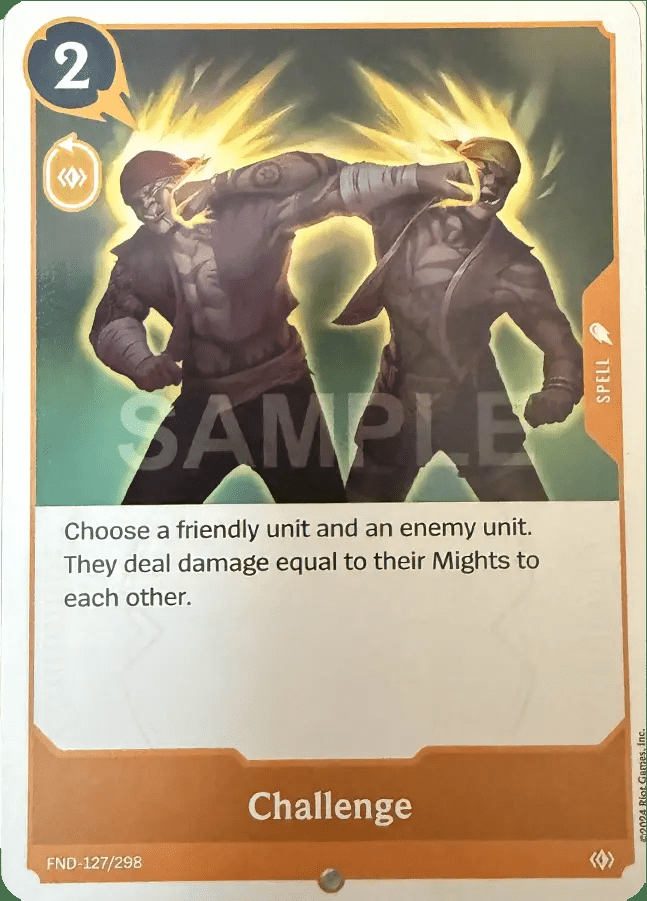 2
SPELL
SAMPLE
Choose a friendly unit and an enemy unit.
They deal damage equal to their Mights to
each other.
Challenge
FND-127/298
©2024 Riot Games, Inc.